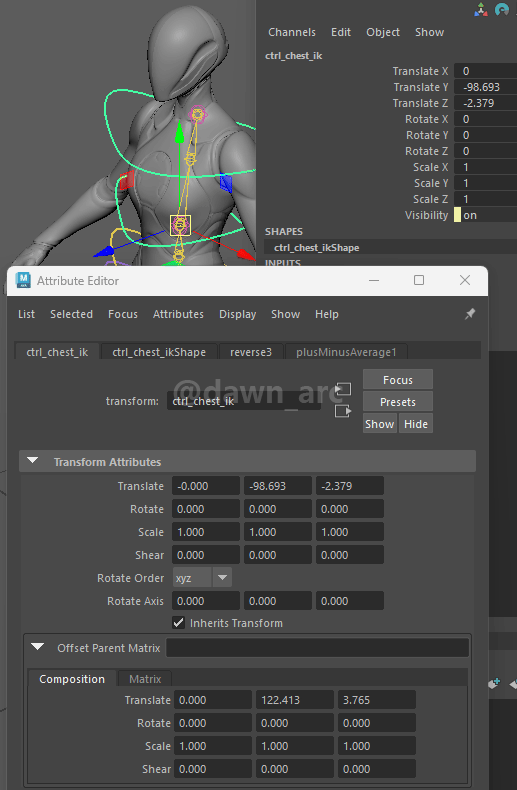 Channels Edit Object Show
ctrl_chest_ik
Translate X 0
Translate Y -98.693
Translate Z -2.379
Rotate X 0
Rotate Y 0
Rotate Z 0
Scale X 1
Scale Y 1
Scale Z 1
Visibility on
SHAPES
ctrl_chest_ikShape
INPUTS
Attribute Editor
List Selected Focus Attributes Display Show Help
ctrl_chest_ik ctrl_chest_ikShape reverse3 plusMinusAverage1
@dawn_arc
Focus
transform: ctrl_chest_ik
Presets
Show Hide
Transform Attributes
Translate -0.000 -98.693 -2.379
Rotate 0.000 0.000 0.000
Scale 1.000 1.000 1.000
Shear 0.000 0.000 0.000
Rotate Order xyz
Rotate Axis 0.000 0.000 0.000
Inherits Transform
Offset Parent Matrix
Composition Matrix
Translate 0.000 122.413 3.765
Rotate 0.000 0.000 0.000
Scale 1.000 1.000 1.000
Shear 0.000 0.000 0.000